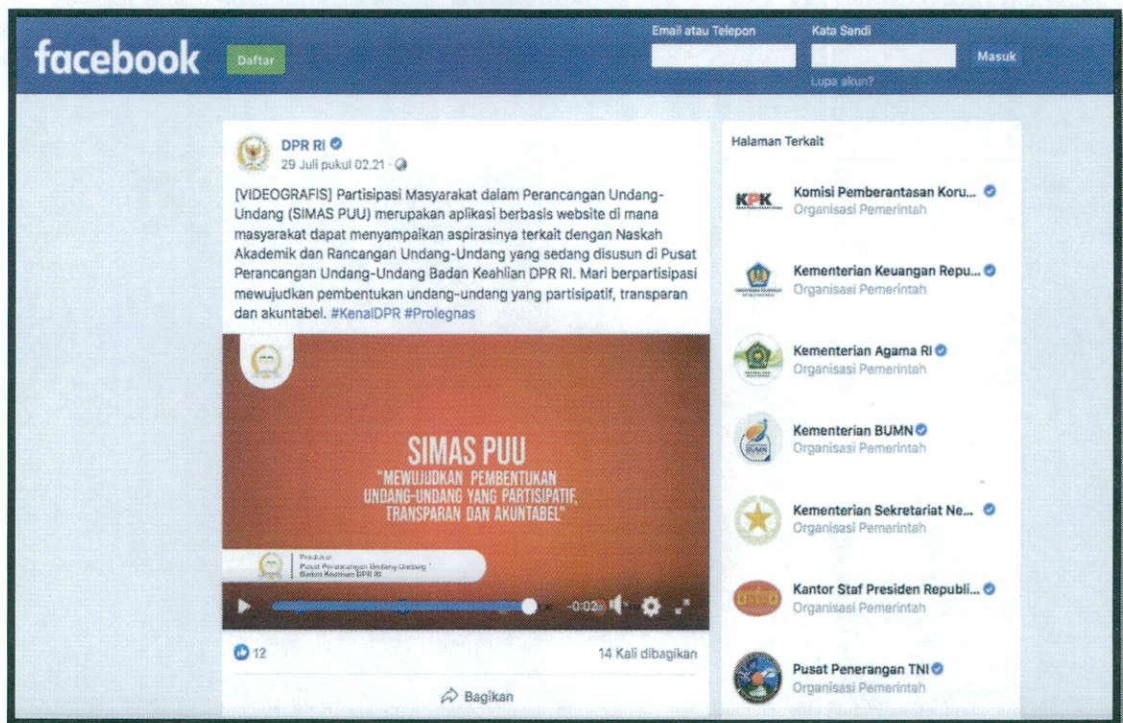 facebook
Daftar
Email atau Telepon
Kata Sandi
Masuk
Lupa akun?
DPR RI
29 Juli pukul 02.21 ·
[VIDEOGRAFIS] Partisipasi Masyarakat dalam Perancangan Undang-
Undang (SIMAS PUU) merupakan aplikasi berbasis website di mana
masyarakat dapat menyampaikan aspirasinya terkait dengan Naskah
Akademik dan Rancangan Undang-Undang yang sedang disusun di Pusat
Perancangan Undang-Undang Badan Keahlian DPR RI. Mari berpartisipasi
mewujudkan pembentukan undang-undang yang partisipatif, transparan
dan akuntabel. #KenalDPR #Prolegnas
SIMAS PUU
"MEWUJUDKAN PEMBENTUKAN
UNDANG-UNDANG YANG PARTISIPATIF,
TRANSPARAN DAN AKUNTABEL"
Produksi:
Pusat Perancangan Undang-Undang
Badan Keahlian DPR RI
-0:02
12
14 Kali dibagikan
Bagikan
Halaman Terkait
KPK
Komisi Pemberantasan Koru...
Organisasi Pemerintah
Kementerian Keuangan Repu...
Organisasi Pemerintah
Kementerian Agama RI
Organisasi Pemerintah
BUMN
Kementerian BUMN
Organisasi Pemerintah
Kementerian Sekretariat Ne...
Organisasi Pemerintah
Kantor Staf Presiden Republi...
Organisasi Pemerintah
Pusat Penerangan TNI
Organisasi Pemerintah